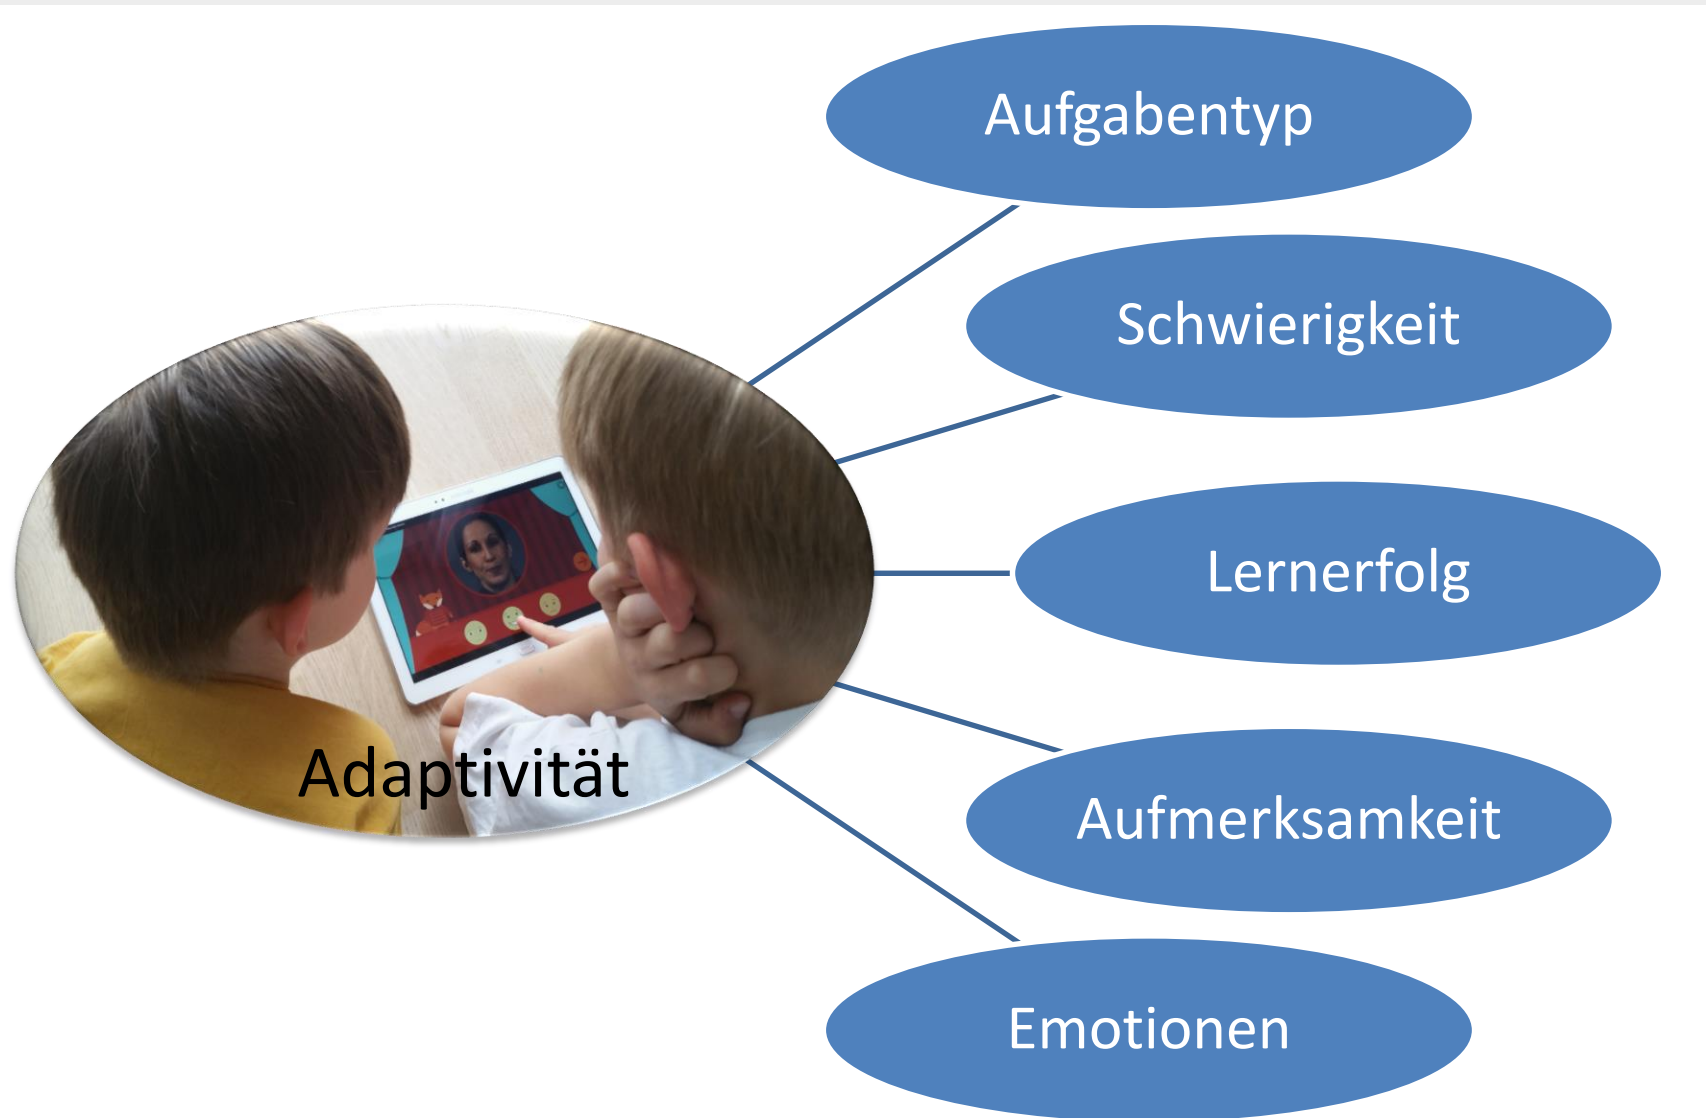 Aufgabentyp
Schwierigkeit
Lernerfolg
Aufmerksamkeit
Emotionen
Adaptivität